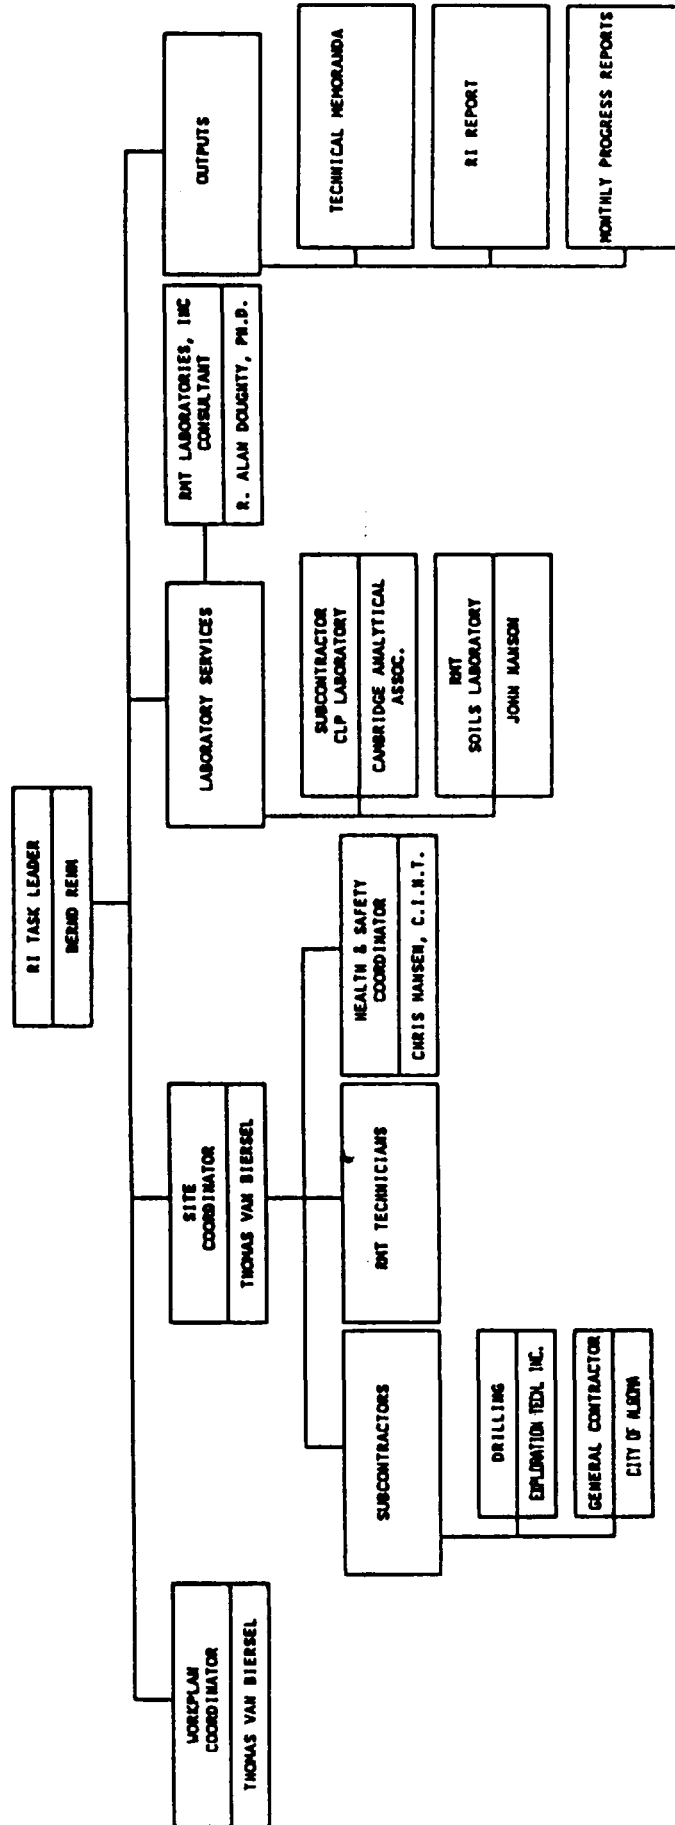 RI TASK LEADER
BERND REHM
WORKPLAN
COORDINATOR
THOMAS VAN BIERSEL
SITE
COORDINATOR
THOMAS VAN BIERSEL
SUBCONTRACTORS
DRILLING
EXPLORATION TECH. INC.
GENERAL CONTRACTOR
CITY OF ALGOMA
RMT TECHNICIANS
HEALTH & SAFETY
COORDINATOR
CHRIS HANSEN, C.I.H.T.
LABORATORY SERVICES
RMT LABORATORIES, INC
CONSULTANT
R. ALAN DOUGHTY, PH.D.
SUBCONTRACTOR
CLP LABORATORY
CAMBRIDGE ANALYTICAL
ASSOC.
RMT
SOILS LABORATORY
JOHN HANSON
OUTPUTS
TECHNICAL MEMORANDA
RI REPORT
MONTHLY PROGRESS REPORTS